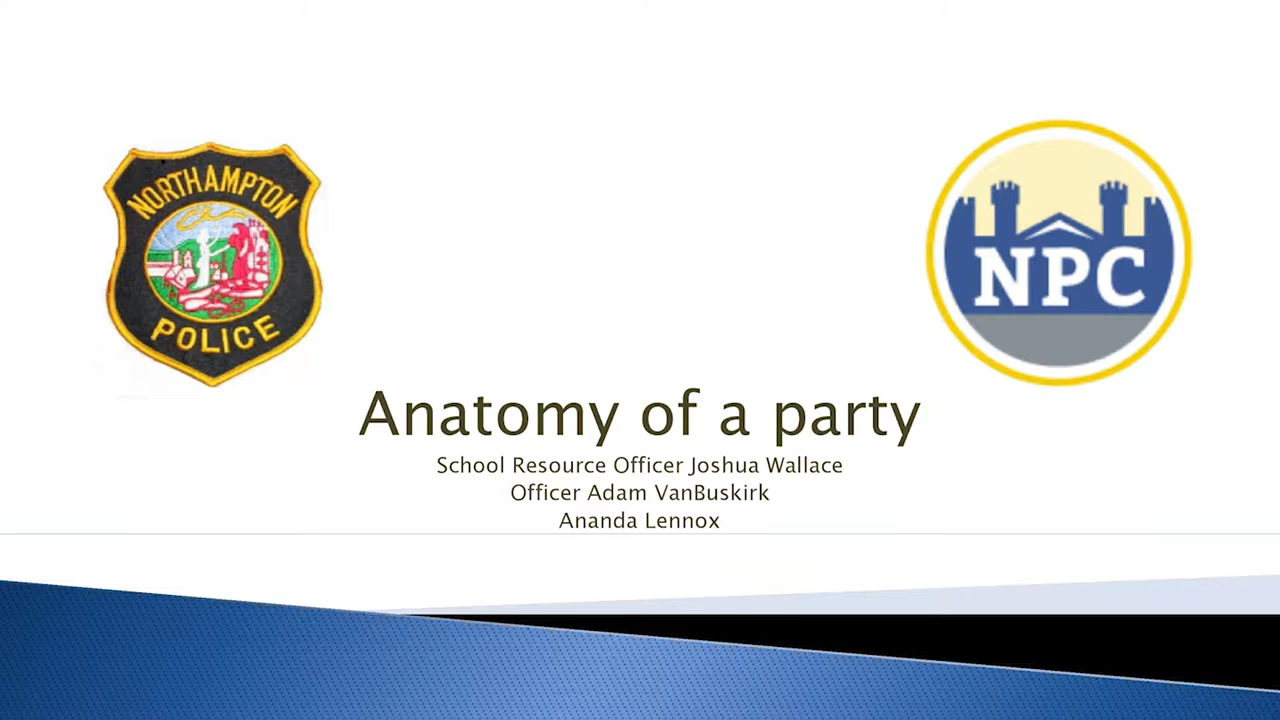 NORTHAMPTON
POLICE
NPC
Anatomy of a party
School Resource Officer Joshua Wallace
Officer Adam VanBuskirk
Ananda Lennox